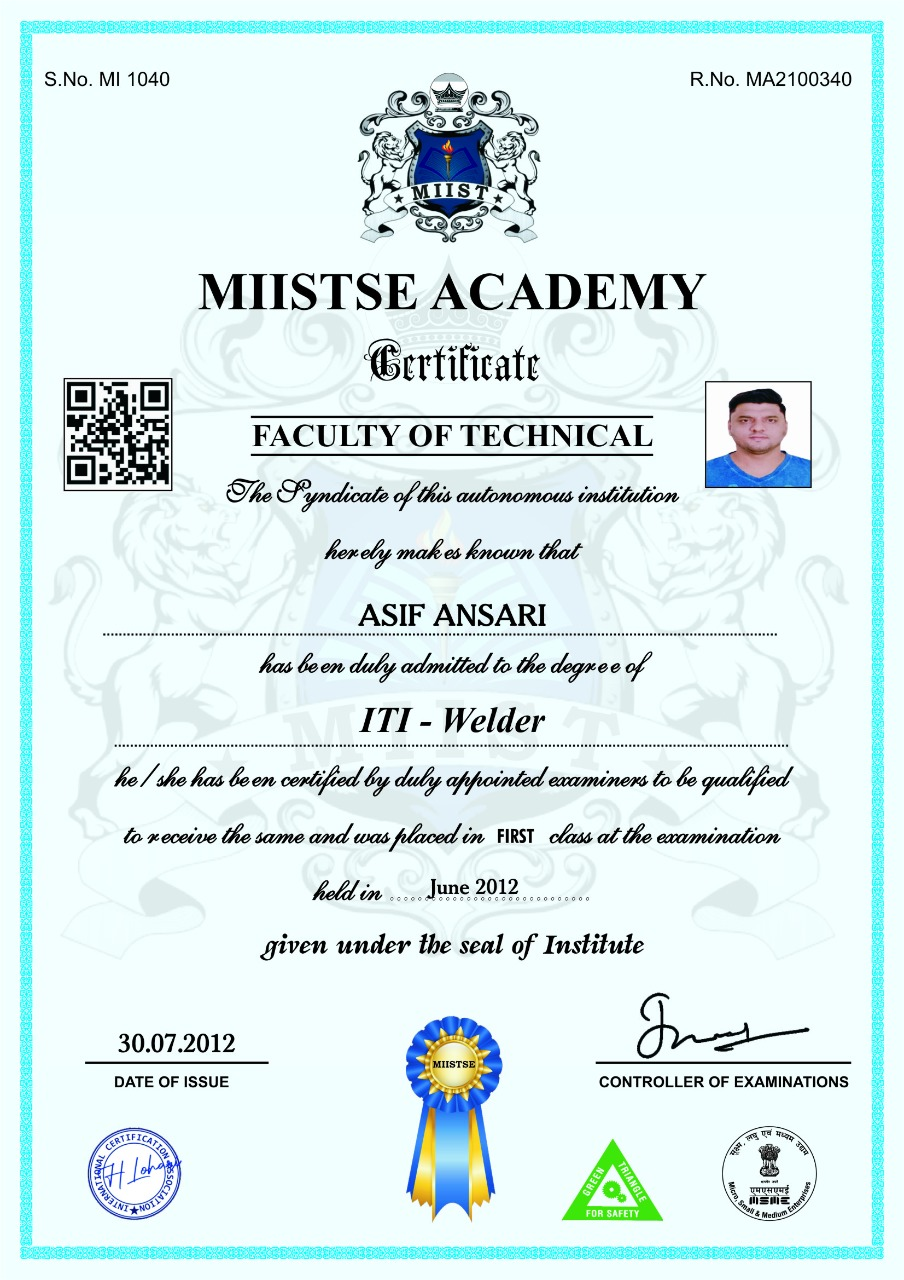 S.No. MI 1040
R.No. MA2100340
MIIST
MIISTSE ACADEMY
Certificate
FACULTY OF TECHNICAL
The Syndicate of this autonomous institution
herely makes known that
ASIF ANSARI
has been duly admitted to the degree of
ITI - Welder
he / she has been certified by duly appointed examiners to be qualified
to receive the same and was placed in FIRST class at the examination
held in June 2012
given under the seal of Institute
30.07.2012
DATE OF ISSUE
MIISTSE
CONTROLLER OF EXAMINATIONS
INTERNATIONAL CERTIFICATION ASSOCIATION
GREEN TRIANGLE
FOR SAFETY
सूक्ष्म, लघु एवं मध्यम उद्यम
एमएसएमई
MSME
Micro, Small & Medium Enterprises